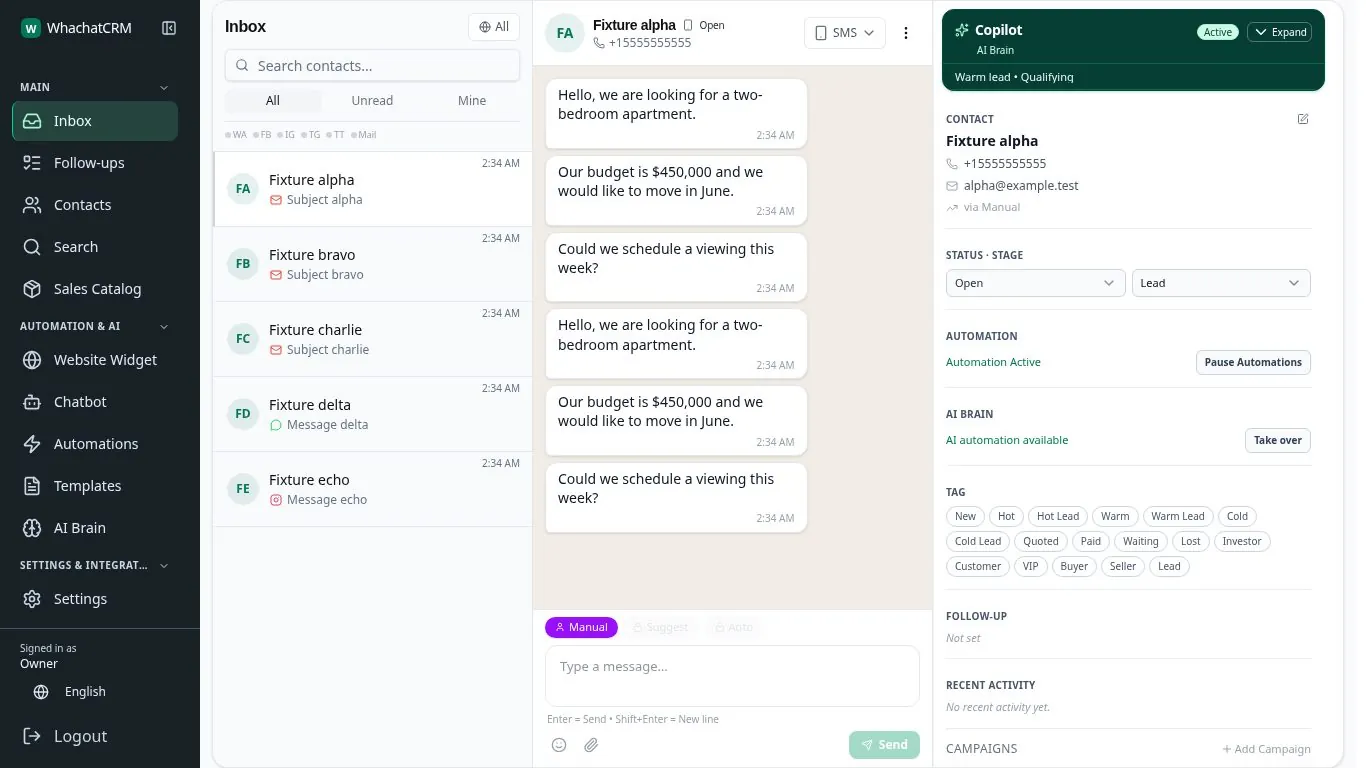 W WhachatCRM
MAIN
Inbox
Follow-ups
Contacts
Search
Sales Catalog
AUTOMATION & AI
Website Widget
Chatbot
Automations
Templates
AI Brain
SETTINGS & INTEGRAT...
Settings
Signed in as
Owner
English
Logout
Inbox
All
Search contacts...
All Unread Mine
WA FB IG TG TT Mail
2:34 AM
FA Fixture alpha
Subject alpha
2:34 AM
FB Fixture bravo
Subject bravo
2:34 AM
FC Fixture charlie
Subject charlie
2:34 AM
FD Fixture delta
Message delta
2:34 AM
FE Fixture echo
Message echo
FA Fixture alpha Open
+15555555555
SMS
Hello, we are looking for a two-
bedroom apartment.
2:34 AM
Our budget is $450,000 and we
would like to move in June.
2:34 AM
Could we schedule a viewing this
week?
2:34 AM
Hello, we are looking for a two-
bedroom apartment.
2:34 AM
Our budget is $450,000 and we
would like to move in June.
2:34 AM
Could we schedule a viewing this
week?
2:34 AM
Manual Suggest Auto
Type a message...
Enter = Send • Shift+Enter = New line
Send
Copilot Active Expand
AI Brain
Warm lead • Qualifying
CONTACT
Fixture alpha
+15555555555
alpha@example.test
via Manual
STATUS · STAGE
Open Lead
AUTOMATION
Automation Active Pause Automations
AI BRAIN
AI automation available Take over
TAG
New Hot Hot Lead Warm Warm Lead Cold
Cold Lead Quoted Paid Waiting Lost Investor
Customer VIP Buyer Seller Lead
FOLLOW-UP
Not set
RECENT ACTIVITY
No recent activity yet.
CAMPAIGNS + Add Campaign